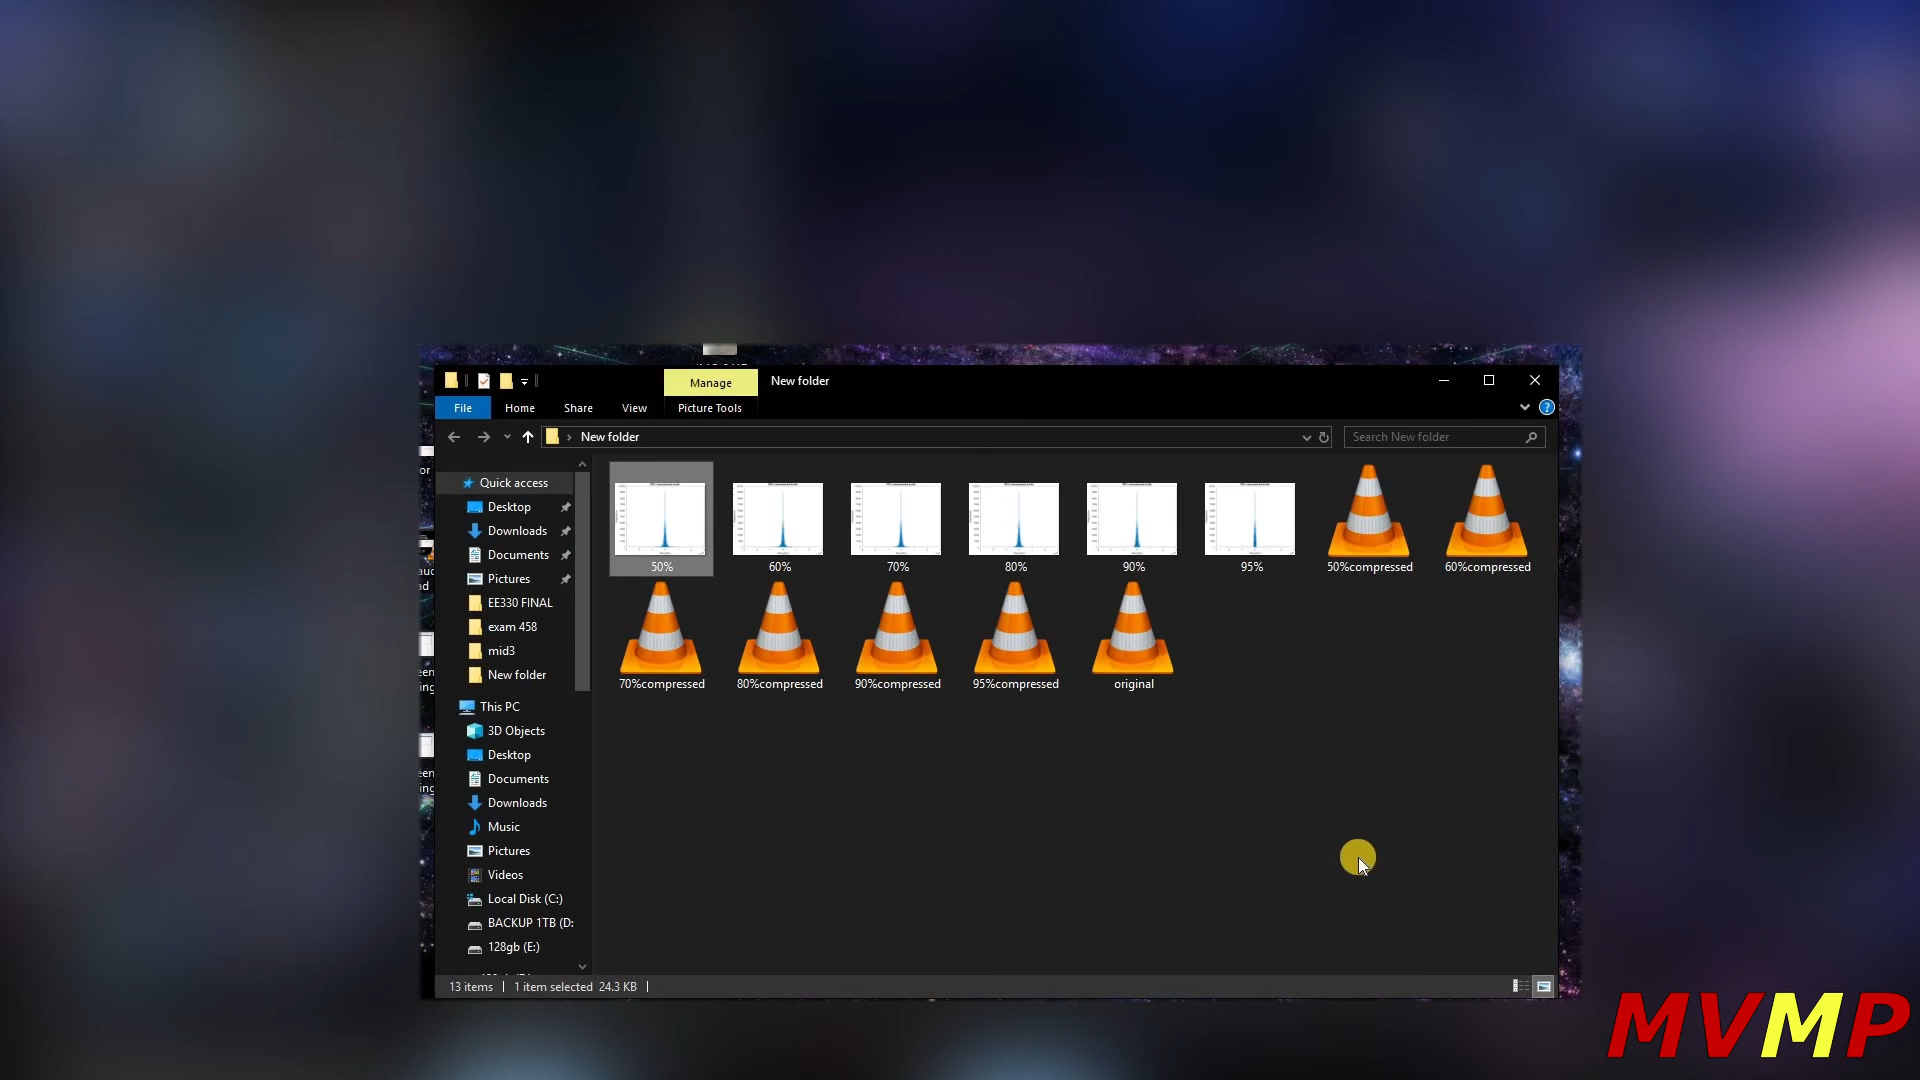 Manage New folder
File Home Share View Picture Tools
New folder Search New folder
Quick access
Desktop
Downloads
Documents
Pictures
EE330 FINAL
exam 458
mid3
New folder
This PC
3D Objects
Desktop
Documents
Downloads
Music
Pictures
Videos
Local Disk (C:)
BACKUP 1TB (D:
128gb (E:)
50% 60% 70% 80% 90% 95% 50%compressed 60%compressed
70%compressed 80%compressed 90%compressed 95%compressed original
13 items 1 item selected 24.3 KB
MVMP